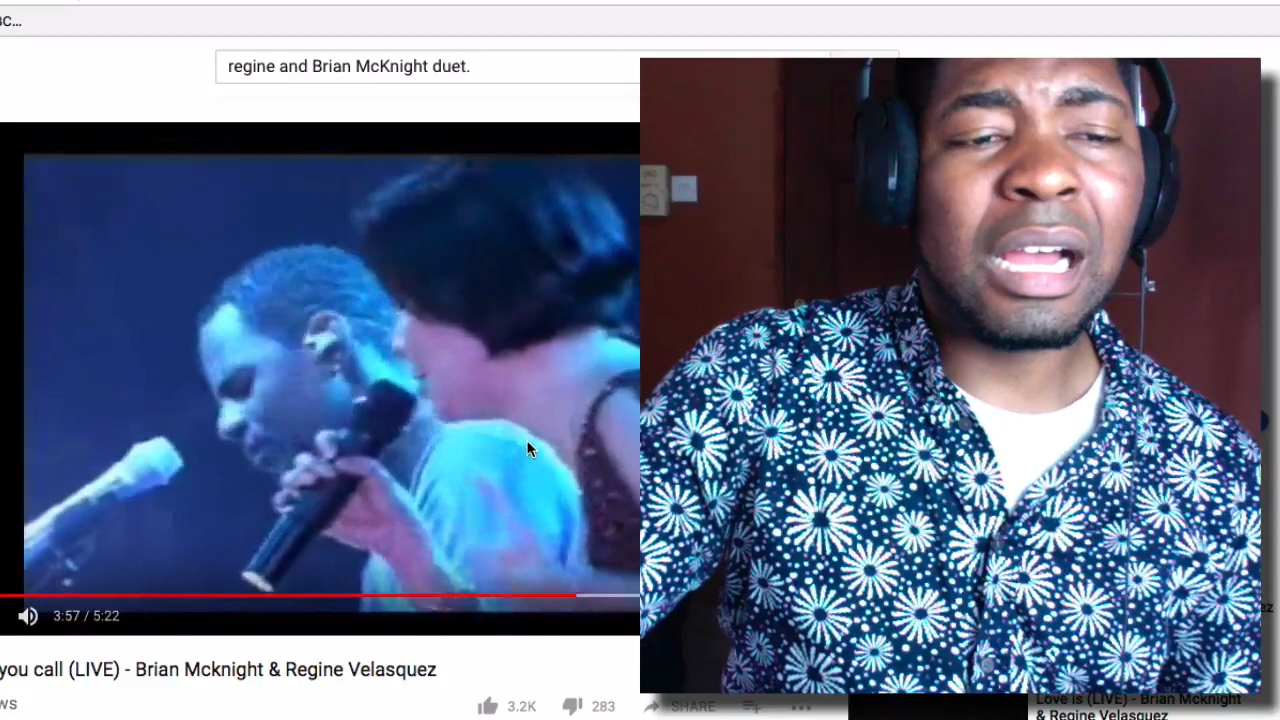 BC...
regine and Brian McKnight duet.
3:57 / 5:22
you call (LIVE) - Brian Mcknight & Regine Velasquez
3.2K
283
SHARE
Love is (LIVE) - Brian Mcknight
& Regine Velasquez